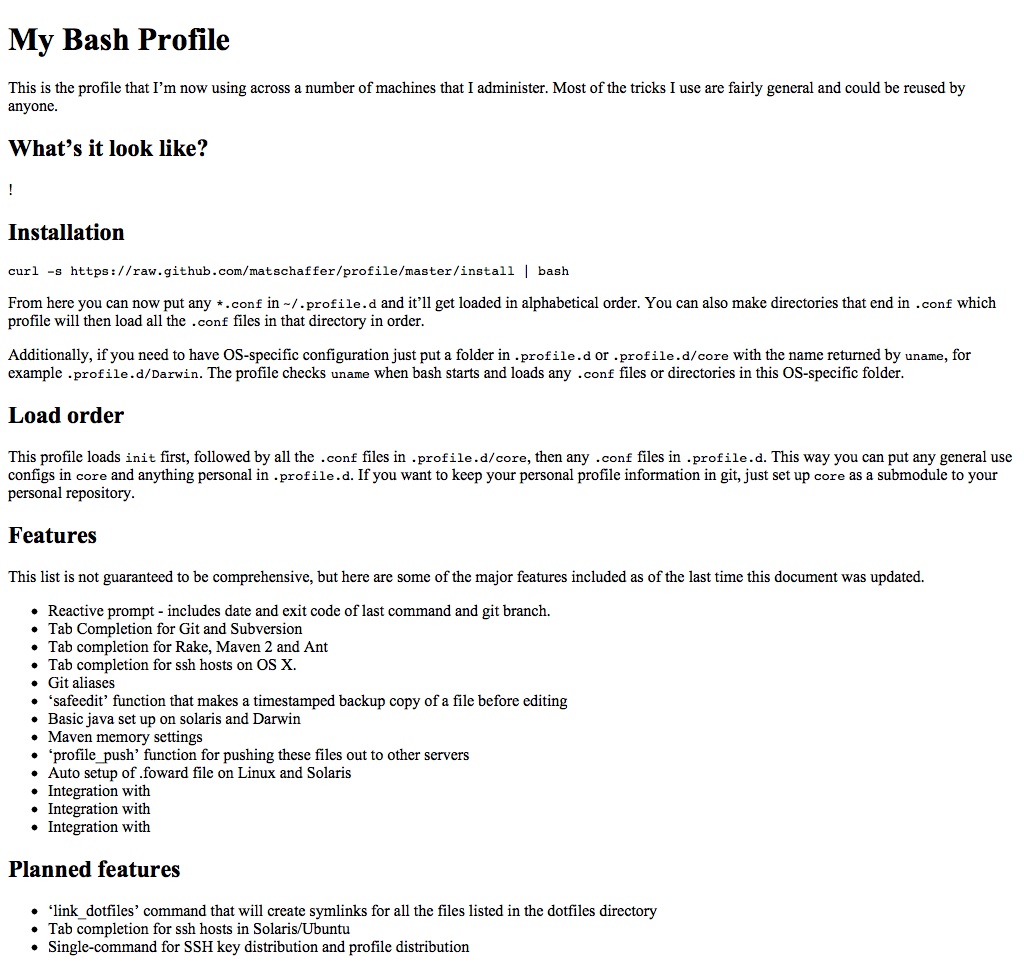 My Bash Profile
This is the profile that I’m now using across a number of machines that I administer. Most of the tricks I use are fairly general and could be reused by
anyone.
What’s it look like?
!
Installation
curl -s https://raw.github.com/matschaffer/profile/master/install | bash
From here you can now put any *.conf in ~/.profile.d and it’ll get loaded in alphabetical order. You can also make directories that end in .conf which
profile will then load all the .conf files in that directory in order.
Additionally, if you need to have OS-specific configuration just put a folder in .profile.d or .profile.d/core with the name returned by uname, for
example .profile.d/Darwin. The profile checks uname when bash starts and loads any .conf files or directories in this OS-specific folder.
Load order
This profile loads init first, followed by all the .conf files in .profile.d/core, then any .conf files in .profile.d. This way you can put any general use
configs in core and anything personal in .profile.d. If you want to keep your personal profile information in git, just set up core as a submodule to your
personal repository.
Features
This list is not guaranteed to be comprehensive, but here are some of the major features included as of the last time this document was updated.
• Reactive prompt - includes date and exit code of last command and git branch.
• Tab Completion for Git and Subversion
• Tab completion for Rake, Maven 2 and Ant
• Tab completion for ssh hosts on OS X.
• Git aliases
• ‘safeedit’ function that makes a timestamped backup copy of a file before editing
• Basic java set up on solaris and Darwin
• Maven memory settings
• ‘profile_push’ function for pushing these files out to other servers
• Auto setup of .foward file on Linux and Solaris
• Integration with
• Integration with
• Integration with
Planned features
• ‘link_dotfiles’ command that will create symlinks for all the files listed in the dotfiles directory
• Tab completion for ssh hosts in Solaris/Ubuntu
• Single-command for SSH key distribution and profile distribution